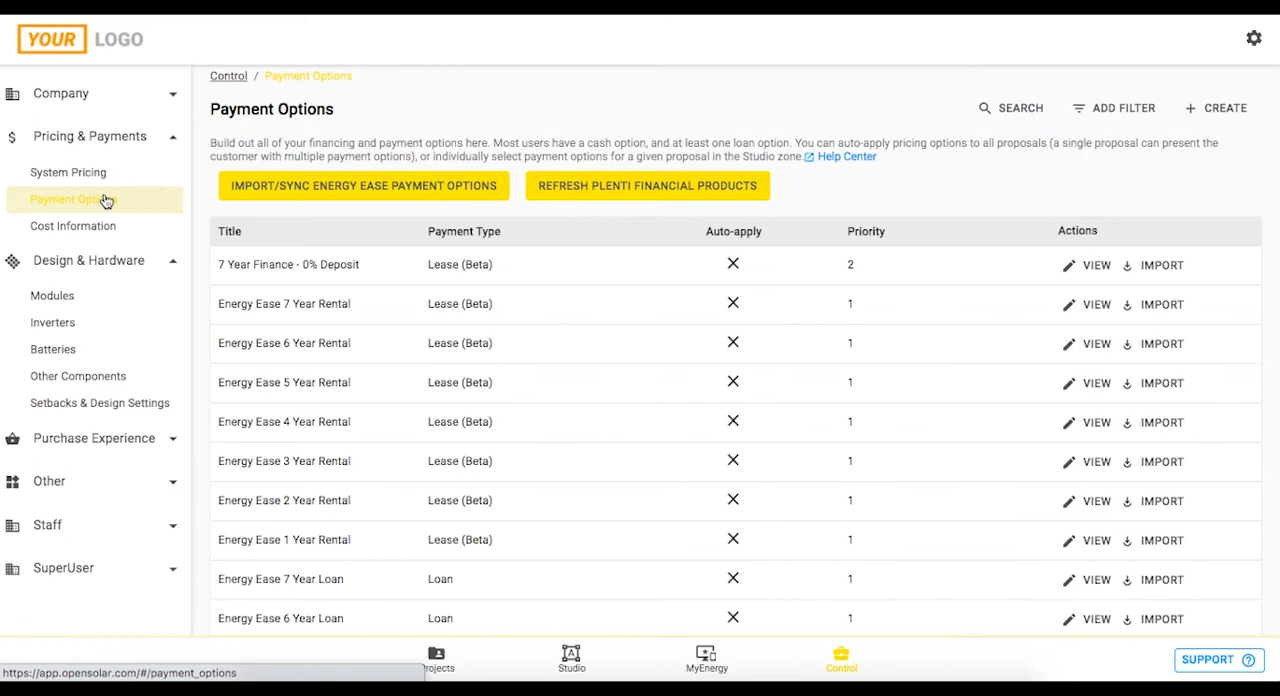 YOUR LOGO
Control / Payment Options
Company
Pricing & Payments
System Pricing
Payment Options
Cost Information
Design & Hardware
Modules
Inverters
Batteries
Other Components
Setbacks & Design Settings
Purchase Experience
Other
Staff
SuperUser
Payment Options
SEARCH ADD FILTER + CREATE
Build out all of your financing and payment options here. Most users have a cash option, and at least one loan option. You can auto-apply pricing options to all proposals (a single proposal can present the
customer with multiple payment options), or individually select payment options for a given proposal in the Studio zone. Help Center
IMPORT/SYNC ENERGY EASE PAYMENT OPTIONS REFRESH PLENTI FINANCIAL PRODUCTS
Title Payment Type Auto-apply Priority Actions
7 Year Finance - 0% Deposit Lease (Beta) 2 VIEW IMPORT
Energy Ease 7 Year Rental Lease (Beta) 1 VIEW IMPORT
Energy Ease 6 Year Rental Lease (Beta) 1 VIEW IMPORT
Energy Ease 5 Year Rental Lease (Beta) 1 VIEW IMPORT
Energy Ease 4 Year Rental Lease (Beta) 1 VIEW IMPORT
Energy Ease 3 Year Rental Lease (Beta) 1 VIEW IMPORT
Energy Ease 2 Year Rental Lease (Beta) 1 VIEW IMPORT
Energy Ease 1 Year Rental Lease (Beta) 1 VIEW IMPORT
Energy Ease 7 Year Loan Loan 1 VIEW IMPORT
Energy Ease 6 Year Loan Loan 1 VIEW IMPORT
rojects Studio MyEnergy Control
SUPPORT
https://app.opensolar.com/#/payment_options